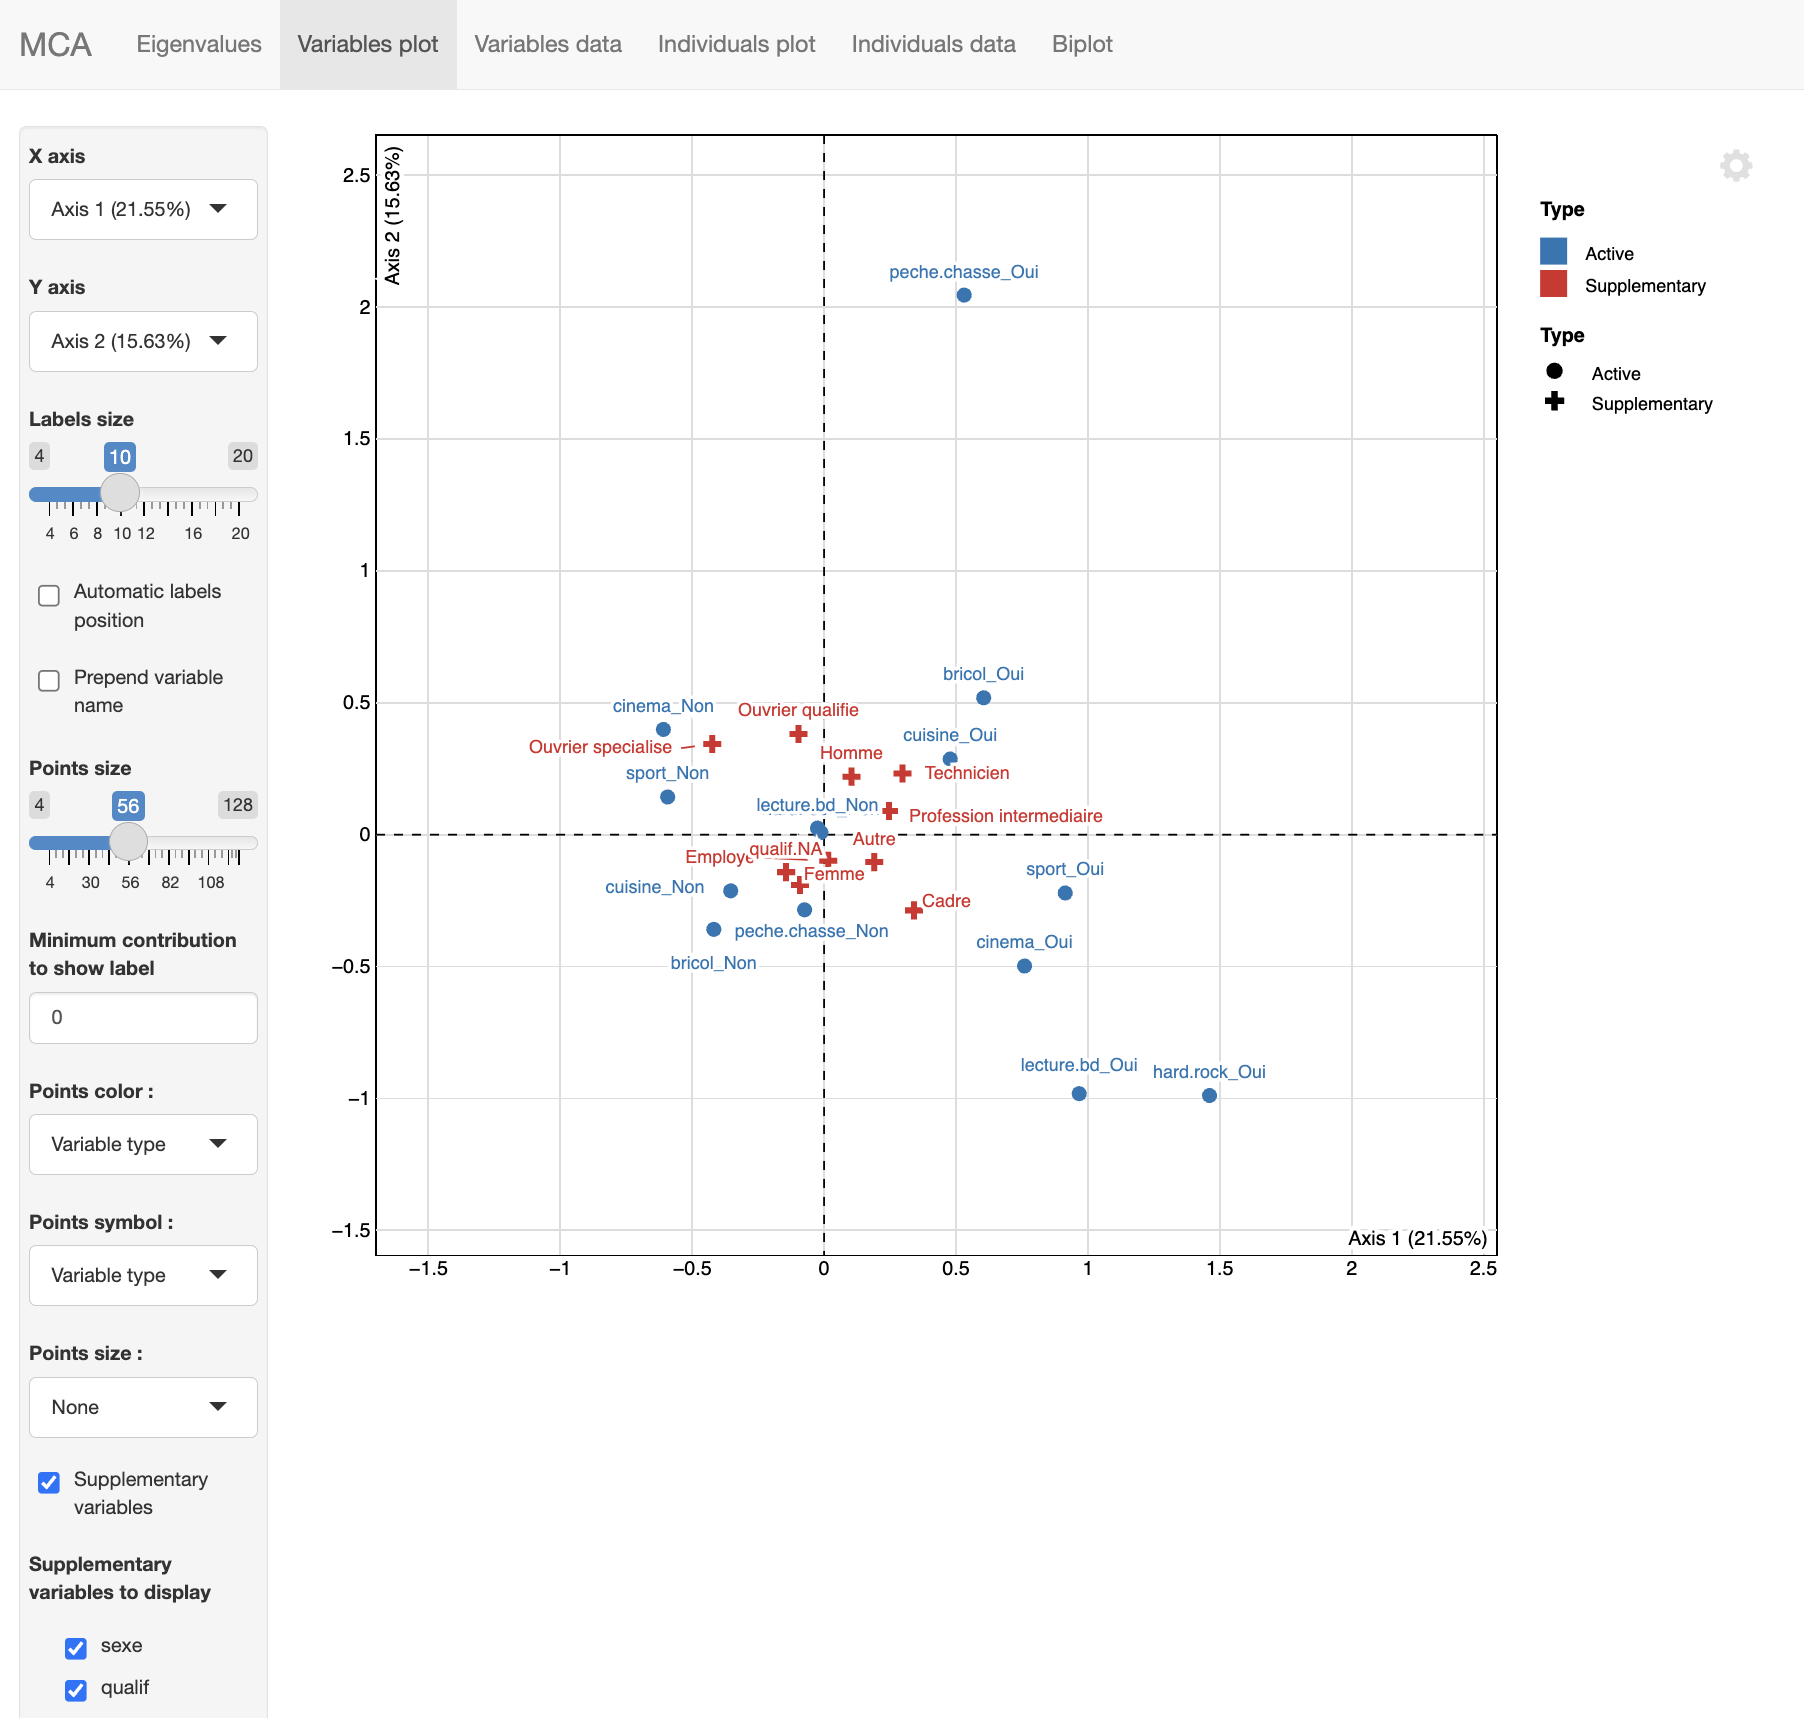 MCA Eigenvalues Variables plot Variables data Individuals plot Individuals data Biplot
X axis
Axis 1 (21.55%)
Y axis
Axis 2 (15.63%)
Labels size
4 10 20
4 6 8 10 12 16 20
Automatic labels
position
Prepend variable
name
Points size
4 56 128
4 30 56 82 108
Minimum contribution
to show label
0
Points color :
Variable type
Points symbol :
Variable type
Points size :
None
Supplementary
variables
Supplementary
variables to display
sexe
qualif
Axis 2 (15.63%)
2.5
2
1.5
1
0.5
0
−0.5
−1
−1.5
peche.chasse_Oui
bricol_Oui
cinema_Non
Ouvrier qualifie
cuisine_Oui
Ouvrier specialise
Homme
sport_Non
Technicien
lecture.bd_Non
Profession intermediaire
Autre
qualif.NA
Employe
sport_Oui
Femme
cuisine_Non
Cadre
peche.chasse_Non
cinema_Oui
bricol_Non
lecture.bd_Oui
hard.rock_Oui
Axis 1 (21.55%)
−1.5 −1 −0.5 0 0.5 1 1.5 2 2.5
Type
Active
Supplementary
Type
Active
Supplementary